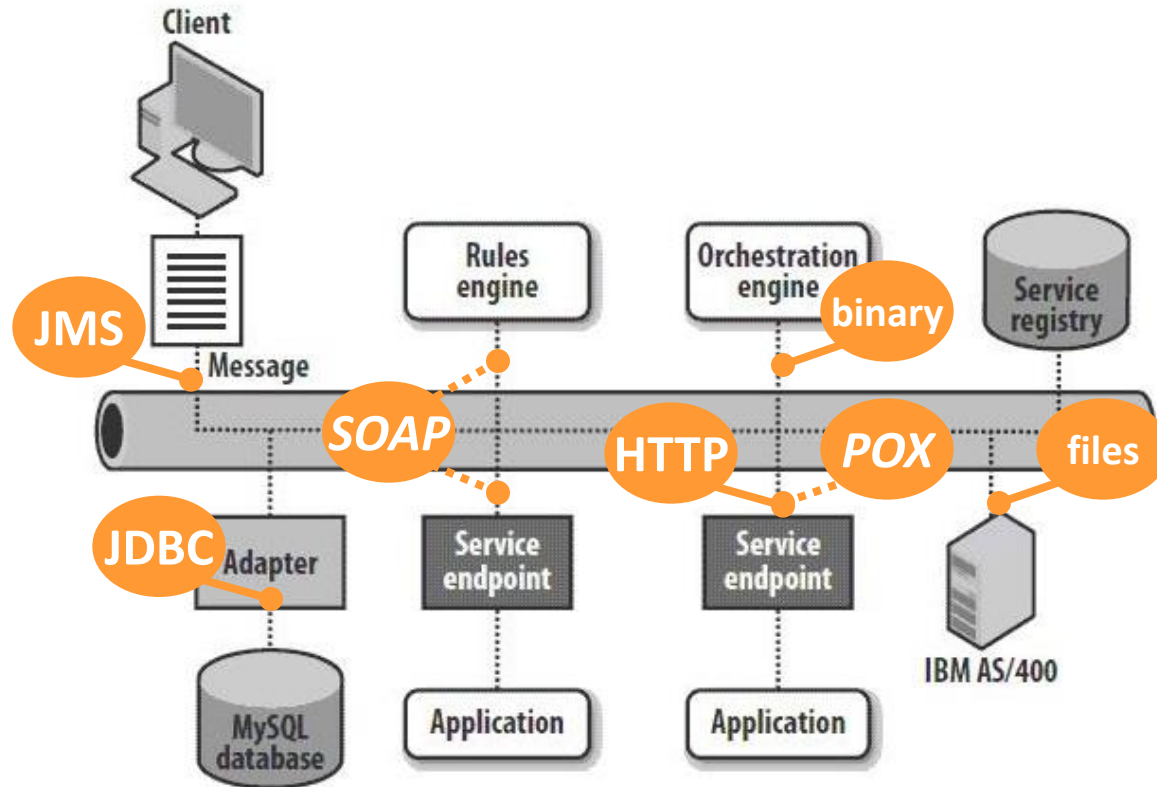 Client
Rules
engine
Orchestration
engine
binary
Service
registry
JMS
Message
SOAP
HTTP
POX
files
JDBC
Adapter
Service
endpoint
Service
endpoint
IBM AS/400
MySQL
database
Application
Application